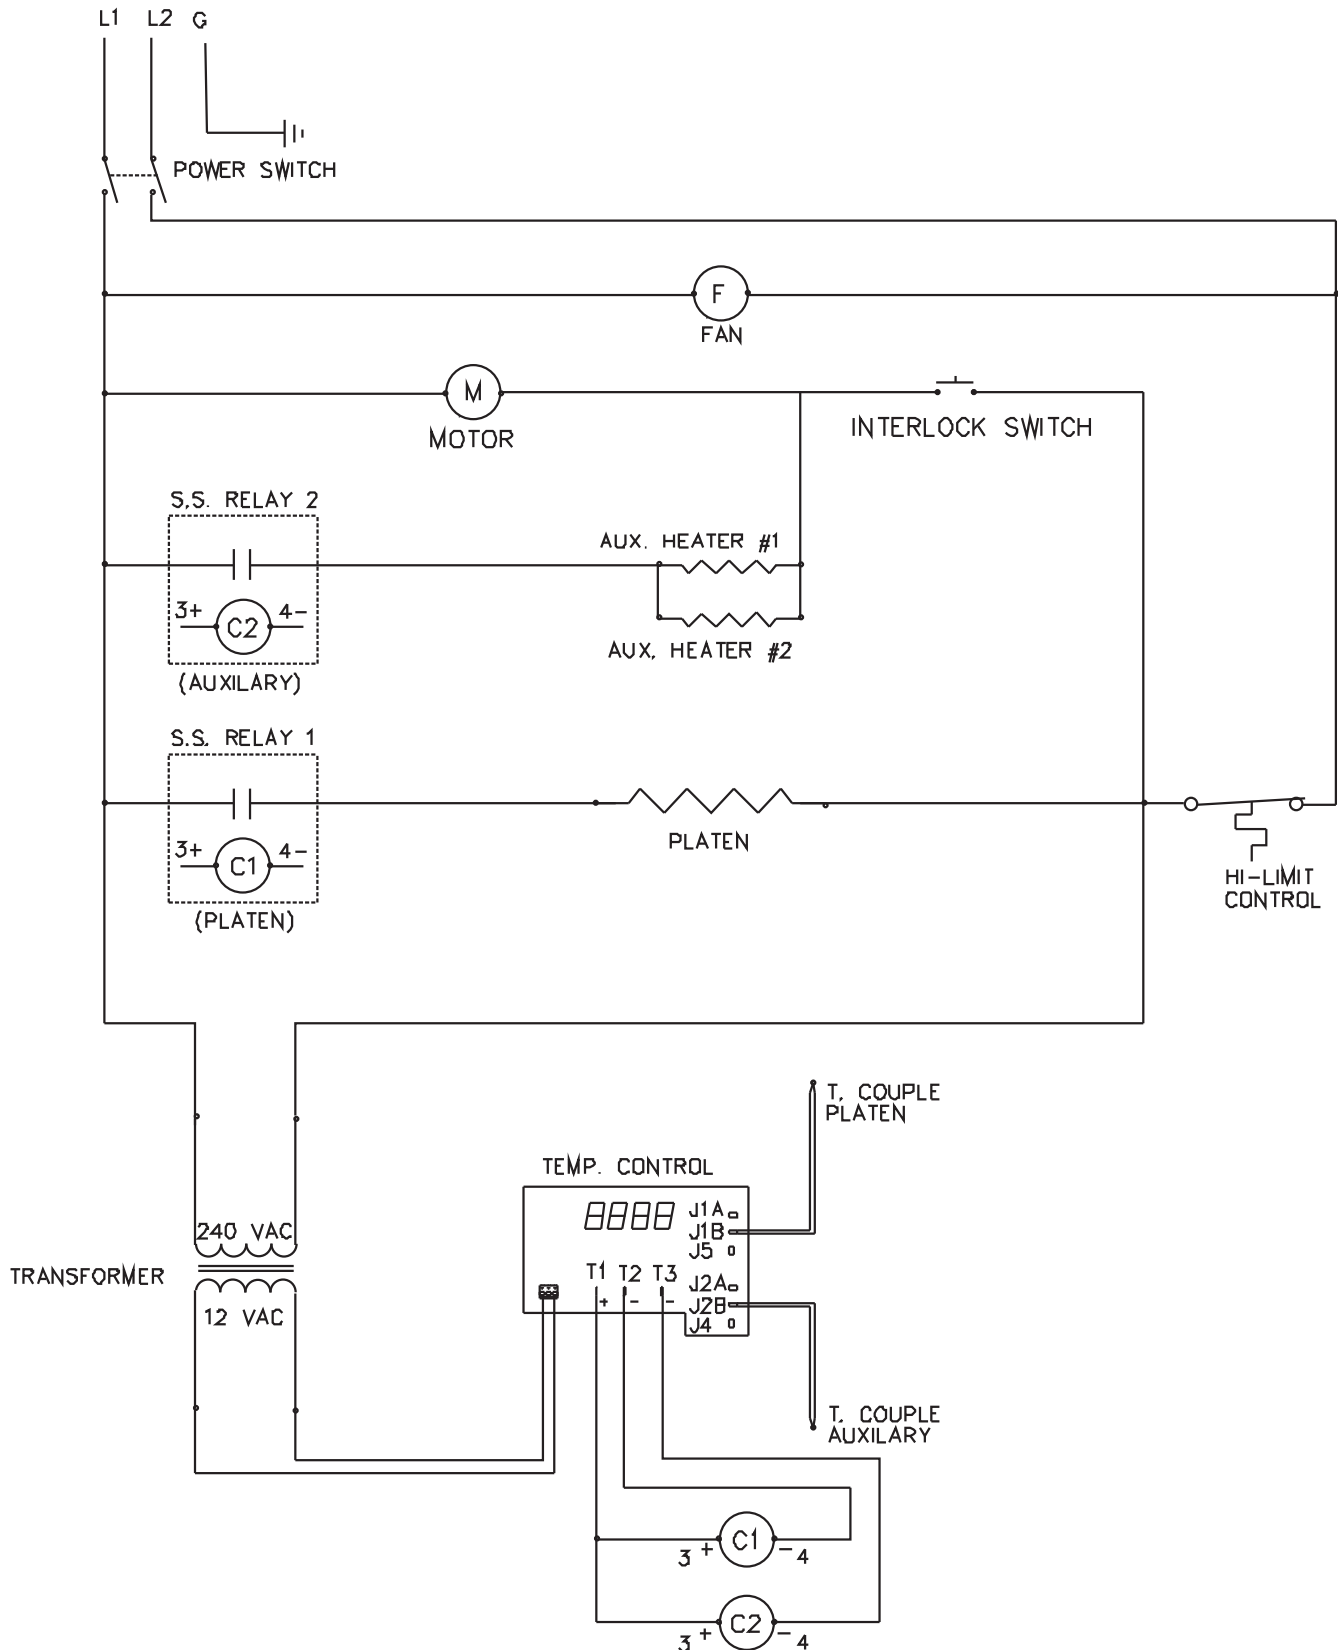 L1 L2 G
POWER SWITCH
F
FAN
M
MOTOR
INTERLOCK SWITCH
S.S. RELAY 2
3+ 4-
C2
(AUXILARY)
AUX. HEATER #1
AUX. HEATER #2
S.S. RELAY 1
3+ 4-
C1
(PLATEN)
PLATEN
HI-LIMIT
CONTROL
T. COUPLE
PLATEN
TEMP. CONTROL
8888
J1A
J1B
J5
T1 T2 T3
+ - -
J2A
J2B
J4
240 VAC
TRANSFORMER
12 VAC
T. COUPLE
AUXILARY
3 + C1 - 4
3 + C2 - 4